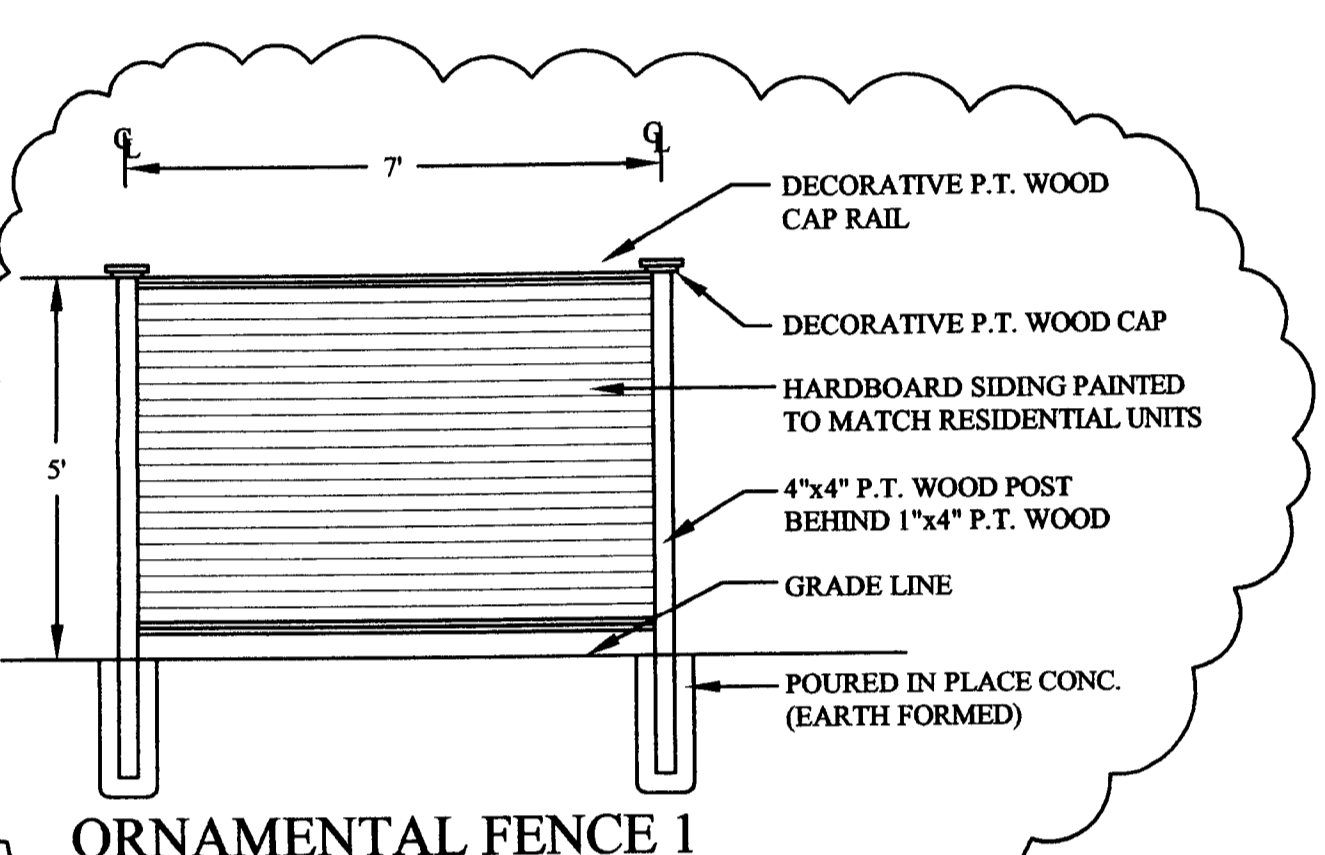 ℄ ℄
7'
DECORATIVE P.T. WOOD
CAP RAIL
DECORATIVE P.T. WOOD CAP
HARDBOARD SIDING PAINTED
TO MATCH RESIDENTIAL UNITS
5'
4"x4" P.T. WOOD POST
BEHIND 1"x4" P.T. WOOD
GRADE LINE
POURED IN PLACE CONC.
(EARTH FORMED)
ORNAMENTAL FENCE 1